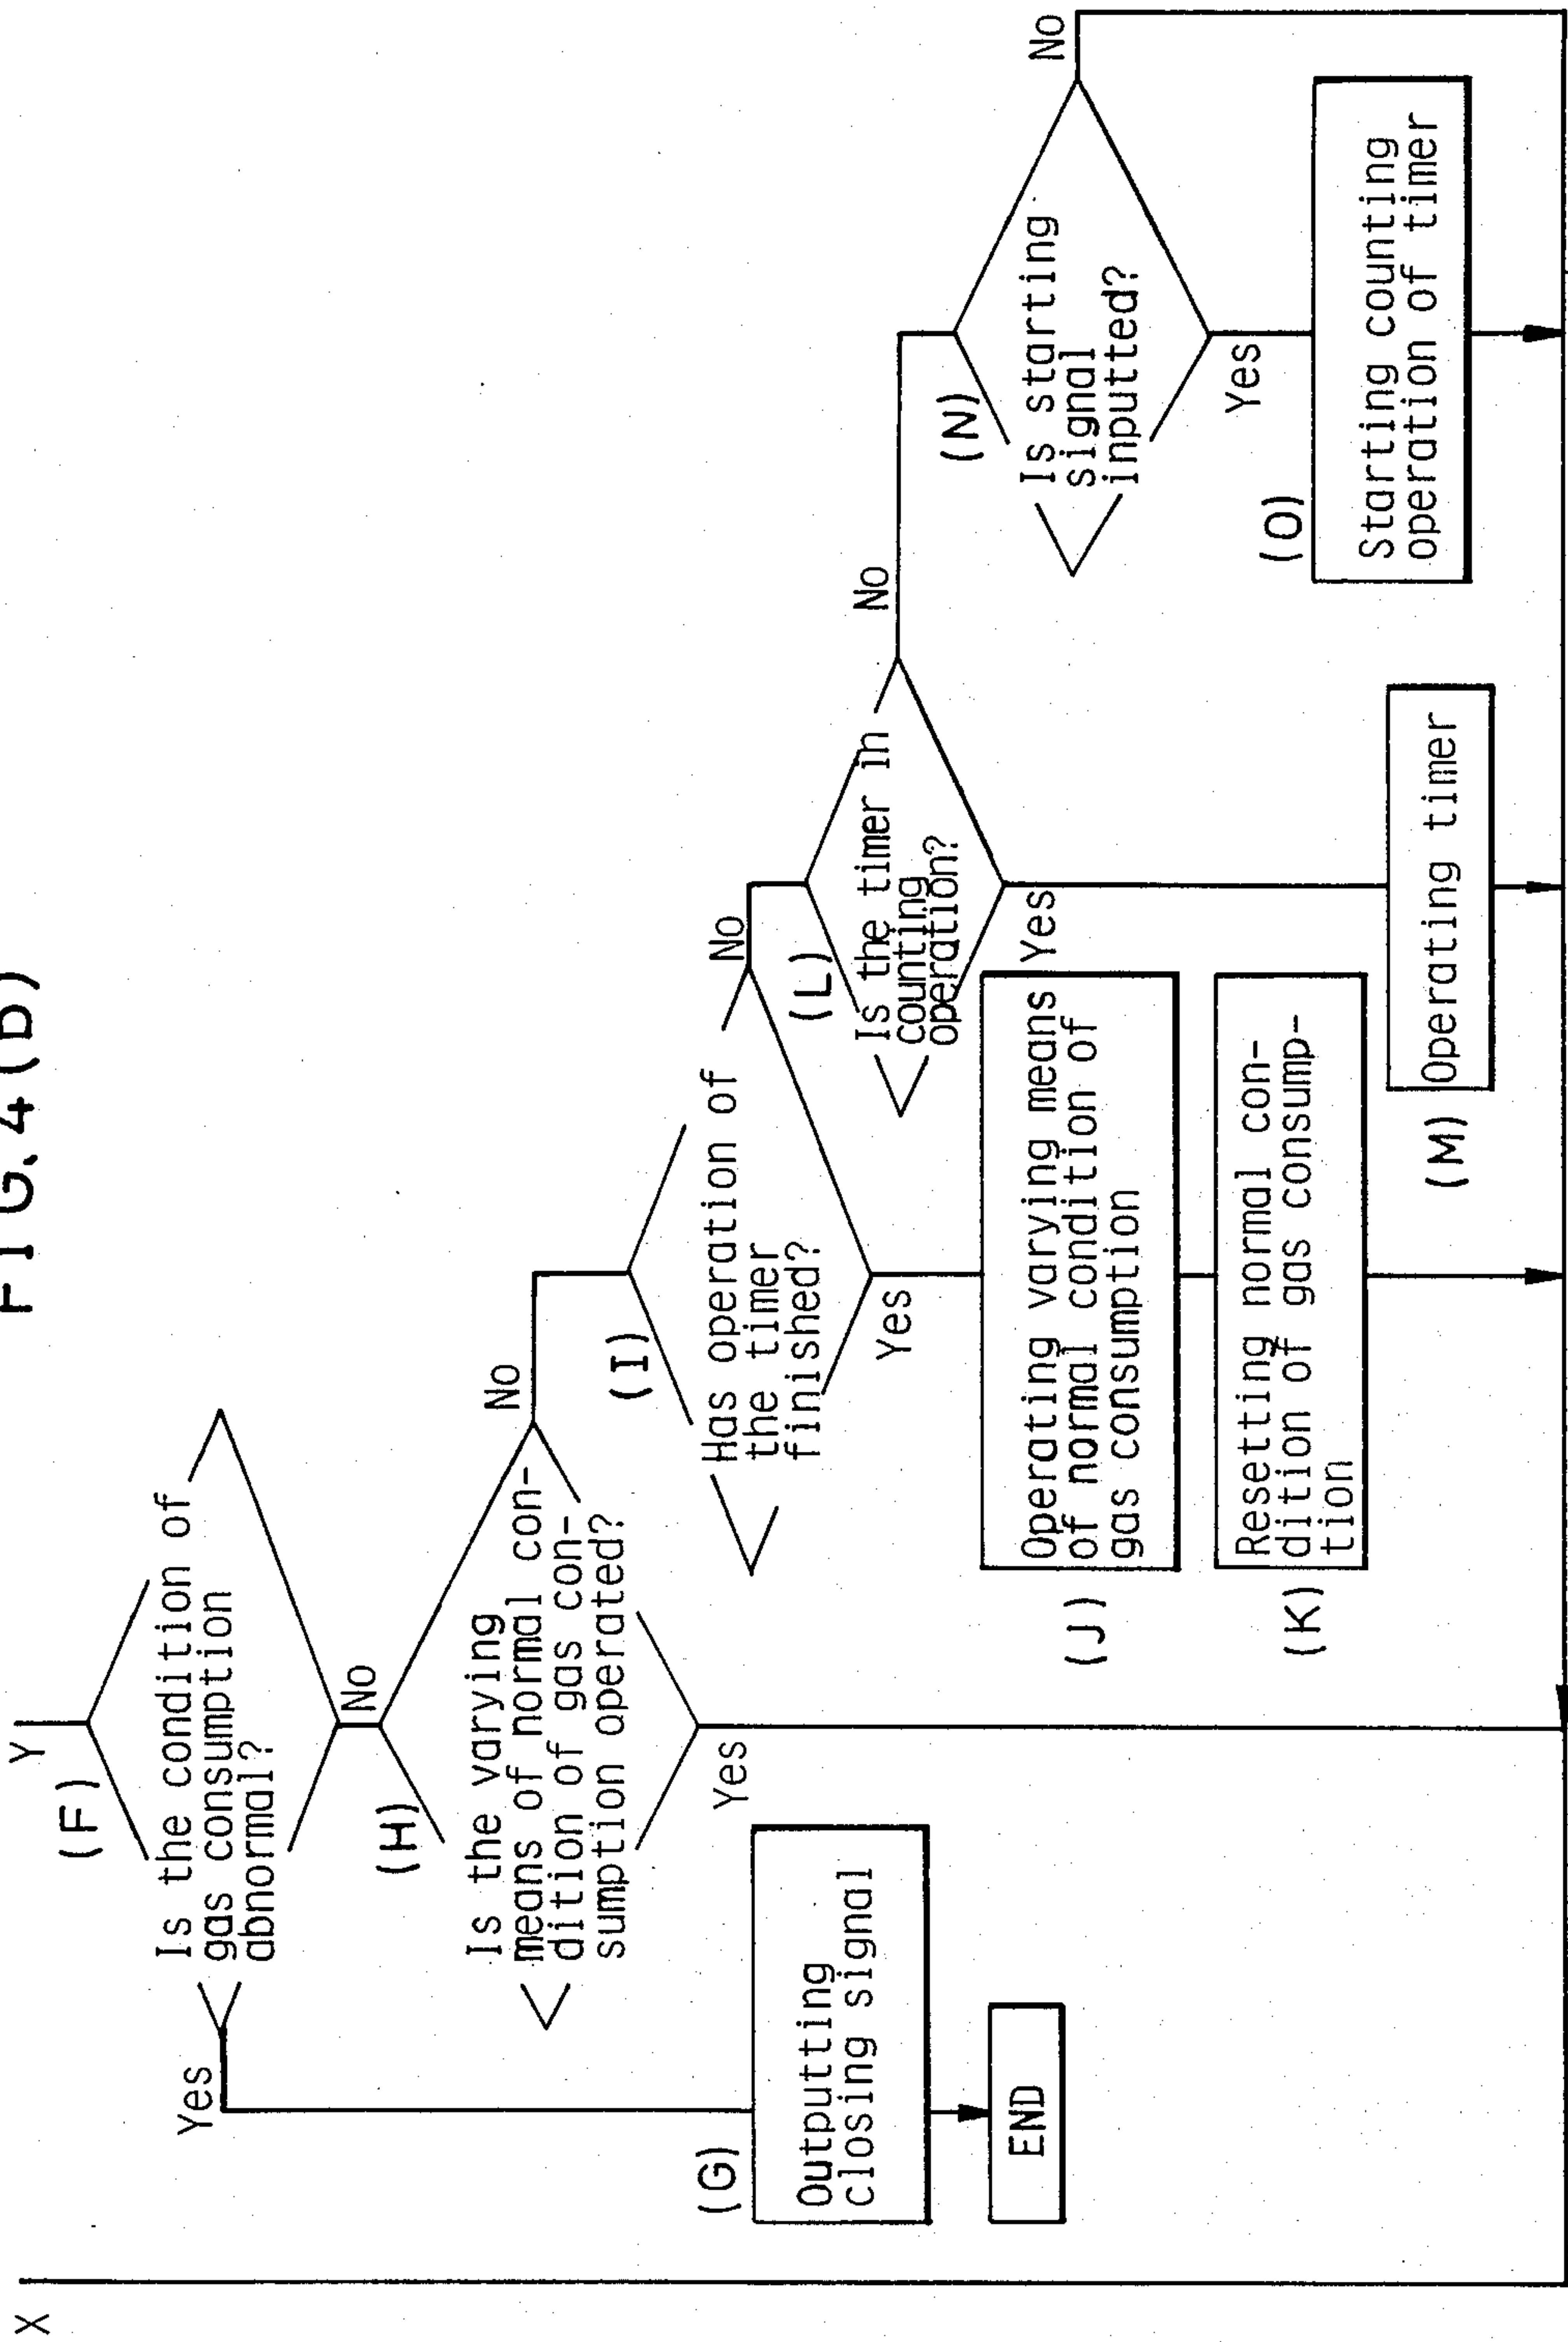 FIG. 4 (B)
X
Y
(F)
Is the condition of
gas consumption
abnormal?
Yes
No
(H)
Is the varying
means of normal con-
dition of gas con-
sumption operated?
No
Yes
(G)
Outputting
closing signal
END
(I)
Has operation of
the timer
finished?
No
Yes
(J)
Operating varying means
of normal condition of
gas consumption
(K)
Resetting normal con-
dition of gas consump-
tion
(L)
Is the timer in
counting
operation?
No
Yes
(M)
Operating timer
(N)
Is starting
signal
inputted?
No
Yes
(O)
Starting counting
operation of timer